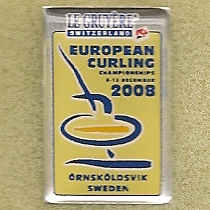 LE GRUYÈRE
SWITZERLAND
EUROPEAN
CURLING
CHAMPIONSHIPS
6-13 DECEMBER
2008
ÖRNSKÖLDSVIK
SWEDEN